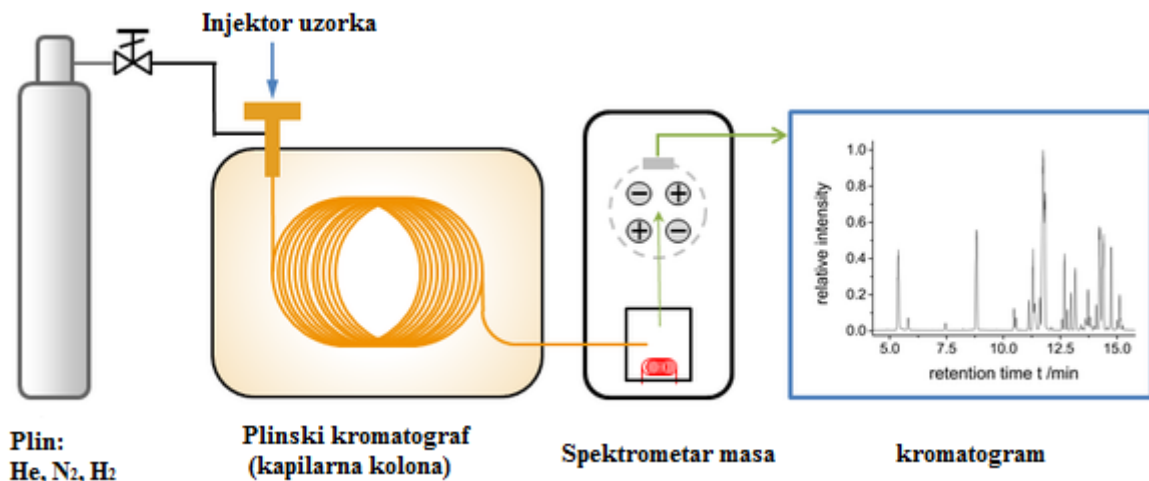 Injektor uzorka
Plin:
He, N₂, H₂
Plinski kromatograf
(kapilarna kolona)
− +
+ −
Spektrometar masa
relative intensity
1.0
0.8
0.6
0.4
0.2
0.0
5.0 7.5 10.0 12.5 15.0
retention time t /min
kromatogram